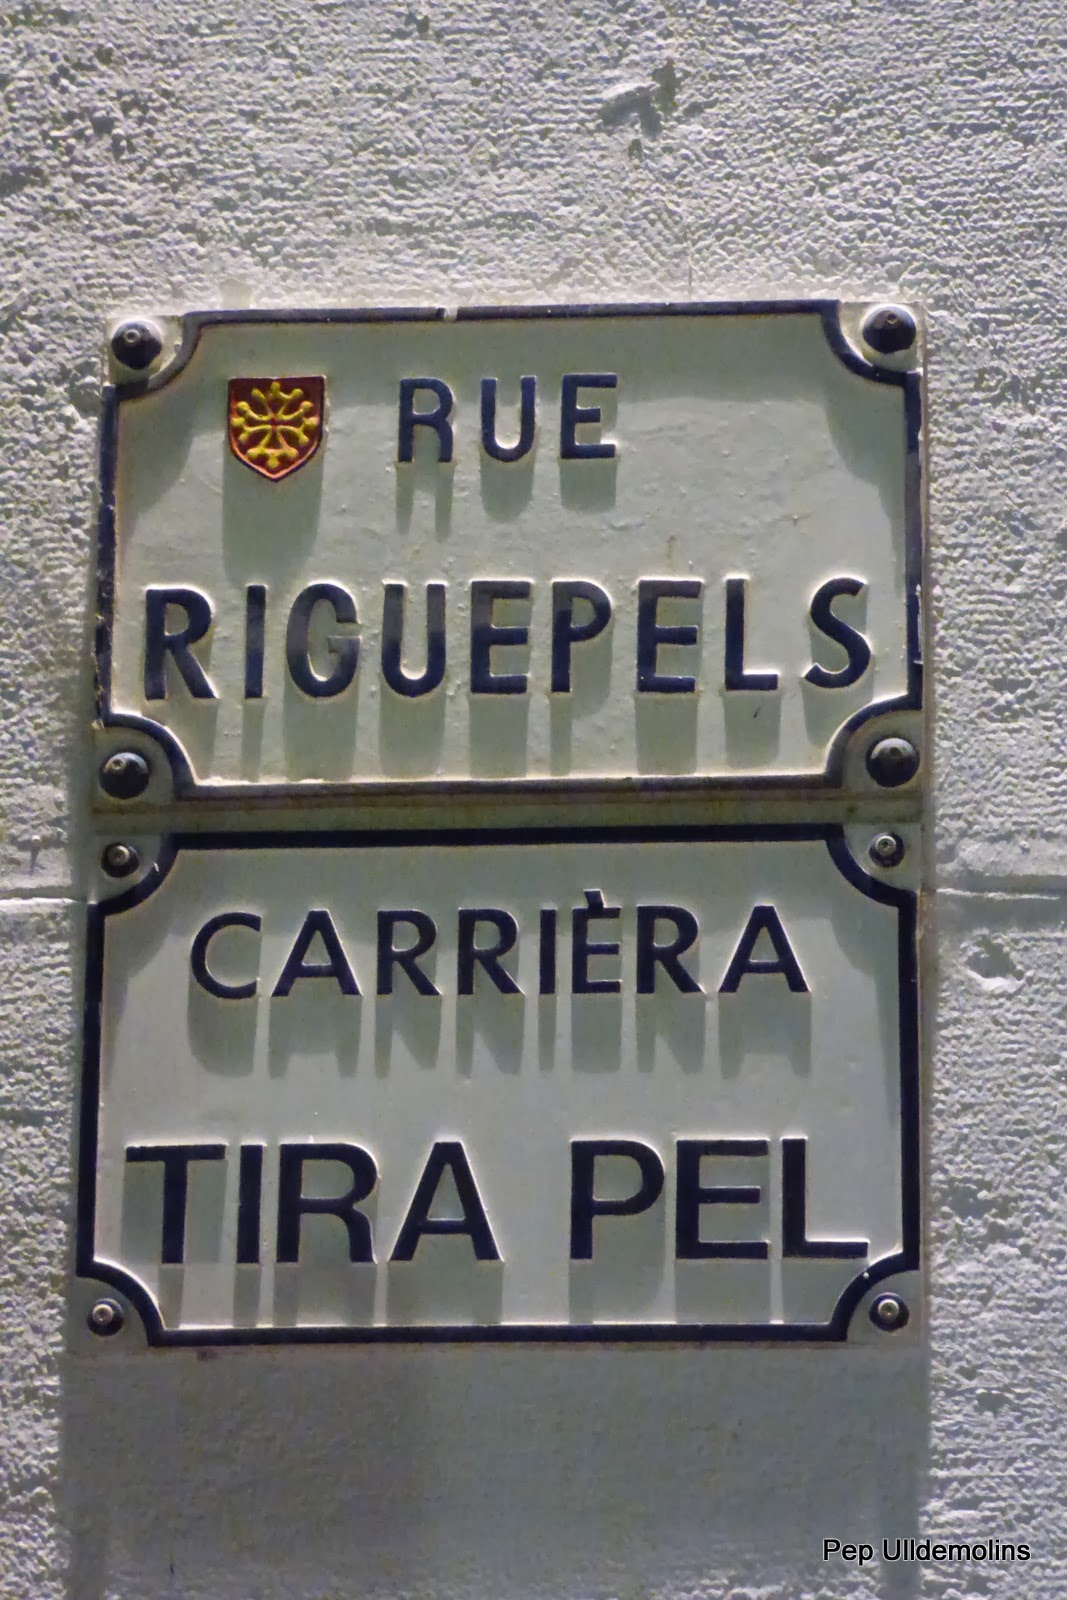 RUE
RIGUEPELS
CARRIÈRA
TIRA PEL
Pep Ulldemolins